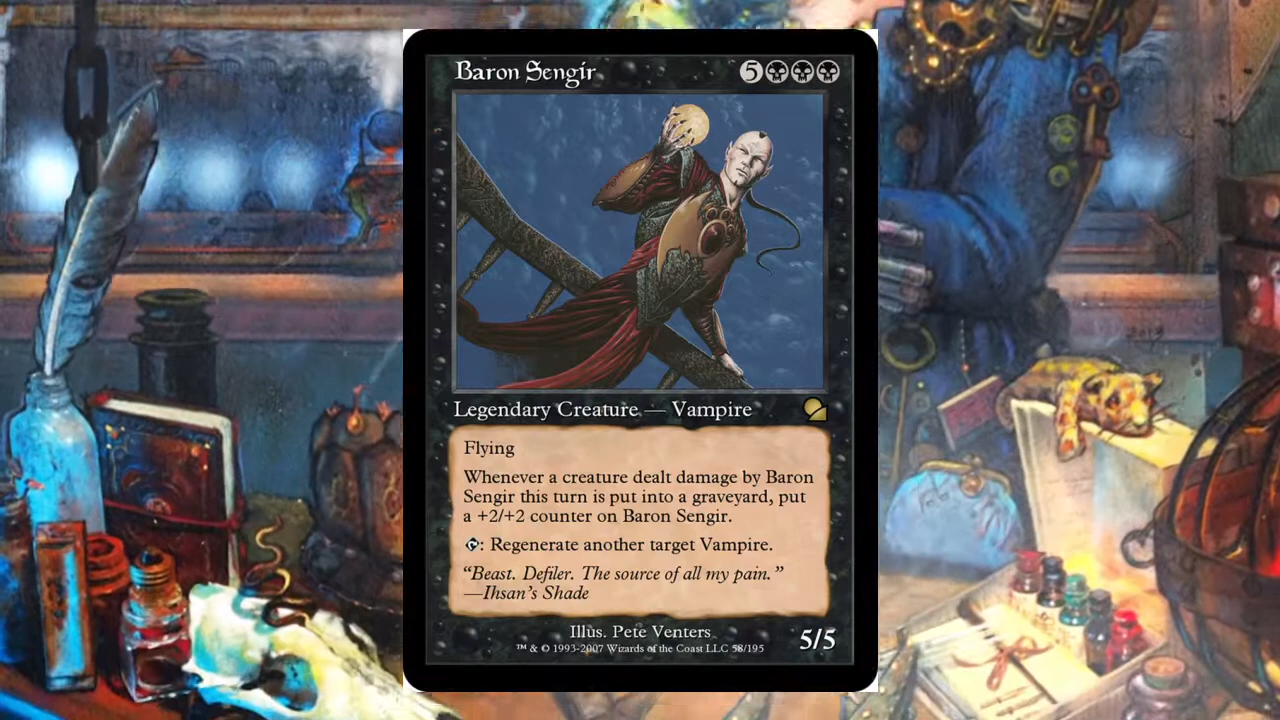 Baron Sengir 5
Legendary Creature — Vampire
Flying
Whenever a creature dealt damage by Baron
Sengir this turn is put into a graveyard, put
a +2/+2 counter on Baron Sengir.
: Regenerate another target Vampire.
“Beast. Defiler. The source of all my pain.”
—Ihsan’s Shade
Illus. Pete Venters
™ & © 1993-2007 Wizards of the Coast LLC 58/195
5/5